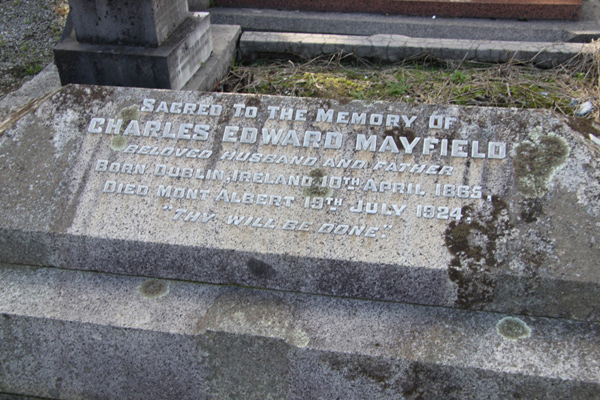 Sacred To The Memory Of
CHARLES EDWARD MAYFIELD
BELOVED HUSBAND AND FATHER
BORN DUBLIN, IRELAND 10TH APRIL 1865,
DIED MONT ALBERT 19TH JULY 1924.
"THY WILL BE DONE."